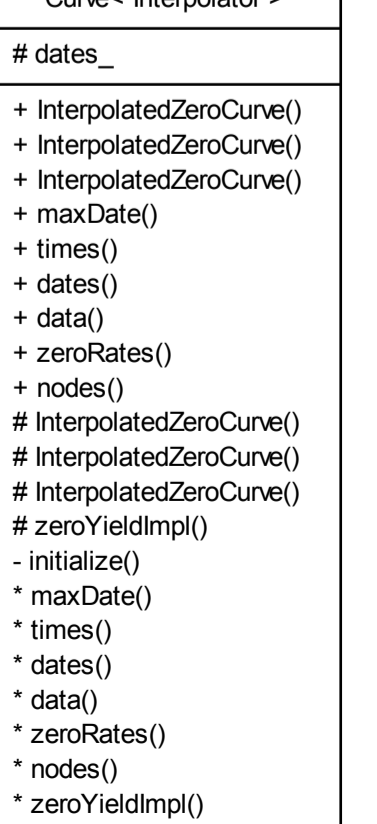 Curve< Interpolator >
# dates_
+ InterpolatedZeroCurve()
+ InterpolatedZeroCurve()
+ InterpolatedZeroCurve()
+ maxDate()
+ times()
+ dates()
+ data()
+ zeroRates()
+ nodes()
# InterpolatedZeroCurve()
# InterpolatedZeroCurve()
# InterpolatedZeroCurve()
# zeroYieldImpl()
- initialize()
* maxDate()
* times()
* dates()
* data()
* zeroRates()
* nodes()
* zeroYieldImpl()